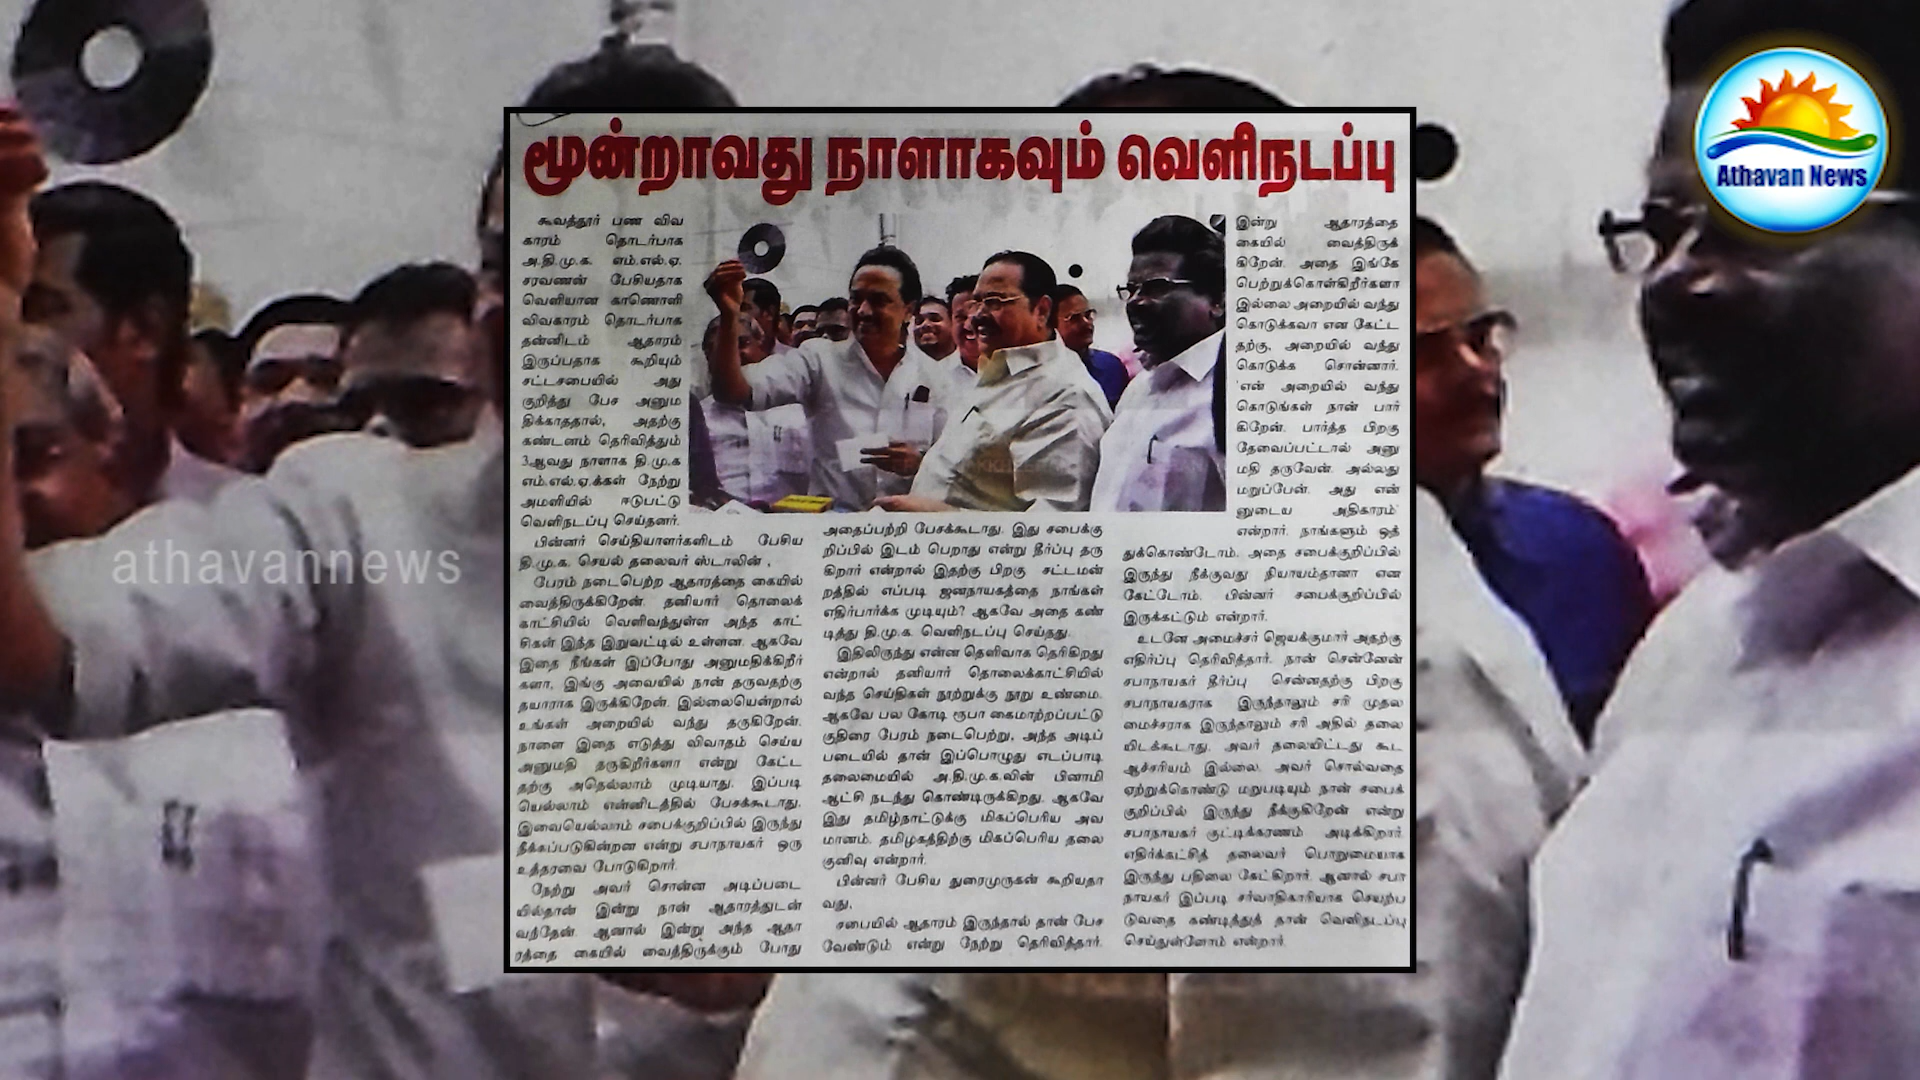 மூன்றாவது நாளாகவும் வெளிநடப்பு
கூவத்தூர் பண விவ
காரம் தொடர்பாக
அ.தி.மு.க. எம்.எல்.ஏ.
சரவணன் பேசியதாக
வெளியான காணொளி
விவகாரம் தொடர்பாக
தன்னிடம் ஆதாரம்
இருப்பதாக கூறியும்
சட்டசபையில் அது
குறித்து பேச அனும
திக்காததால், அதற்கு
கண்டனம் தெரிவித்தும்
3ஆவது நாளாக தி.மு.க
எம்.எல்.ஏ.க்கள் நேற்று
அமளியில் ஈடுபட்டு
வெளிநடப்பு செய்தனர்.
பின்னர் செய்தியாளர்களிடம் பேசிய
தி.மு.க. செயல் தலைவர் ஸ்டாலின் ,
பேரம் நடைபெற்ற ஆதாரத்தை கையில்
வைத்திருக்கிறேன். தனியார் தொலைக்
காட்சியில் வெளிவந்துள்ள அந்த காட்
சிகள் இந்த இறுவட்டில் உள்ளன. ஆகவே
இதை நீங்கள் இப்போது அனுமதிக்கிறீர்
களா, இங்கு அவையில் நான் தருவதற்கு
தயாராக இருக்கிறேன். இல்லையென்றால்
உங்கள் அறையில் வந்து தருகிறேன்.
நாளை இதை எடுத்து விவாதம் செய்ய
அனுமதி தருகிறீர்களா என்று கேட்ட
தற்கு அதெல்லாம் முடியாது. இப்படி
யெல்லாம் என்னிடத்தில் பேசக்கூடாது.
இவையெல்லாம் சபைக்குறிப்பில் இருந்து
நீக்கப்படுகின்றன என்று சபாநாயகர் ஒரு
உத்தரவை போடுகிறார்.
நேற்று அவர் சொன்ன அடிப்படை
யில்தான் இன்று நான் ஆதாரத்துடன்
வந்தேன். ஆனால் இன்று அந்த ஆதா
ரத்தை கையில் வைத்திருக்கும் போது
அதைப்பற்றி பேசக்கூடாது. இது சபைக்கு
றிப்பில் இடம் பெறாது என்று தீர்ப்பு தரு
கிறார் என்றால் இதற்கு பிறகு சட்டமன்
றத்தில் எப்படி ஜனநாயகத்தை நாங்கள்
எதிர்பார்க்க முடியும்? ஆகவே அதை கண்
டித்து தி.மு.க. வெளிநடப்பு செய்தது.
இதிலிருந்து என்ன தெளிவாக தெரிகிறது
என்றால் தனியார் தொலைக்காட்சியில்
வந்த செய்திகள் நூற்றுக்கு நூறு உண்மை.
ஆகவே பல கோடி ரூபா கைமாற்றப்பட்டு
குதிரை பேரம் நடைபெற்று, அந்த அடிப்
படையில் தான் இப்பொழுது எடப்பாடி
தலைமையில் அ.தி.மு.க.வின் பினாமி
ஆட்சி நடந்து கொண்டிருக்கிறது. ஆகவே
இது தமிழ்நாட்டுக்கு மிகப்பெரிய அவ
மானம். தமிழகத்திற்கு மிகப்பெரிய தலை
குனிவு என்றார்.
பின்னர் பேசிய துரைமுருகன் கூறியதா
வது,
சபையில் ஆதாரம் இருந்தால் தான் பேச
வேண்டும் என்று நேற்று தெரிவித்தார்.
இன்று ஆதாரத்தை
கையில் வைத்திருக்
கிறேன். அதை இங்கே
பெற்றுக்கொள்கிறீர்களா
இல்லை அறையில் வந்து
கொடுக்கவா என கேட்ட
தற்கு, அறையில் வந்து
கொடுக்க சொன்னார்.
'என் அறையில் வந்து
கொடுங்கள் நான் பார்
கிறேன். பார்த்த பிறகு
தேவைப்பட்டால் அனு
மதி தருவேன். அல்லது
மறுப்பேன். அது என்
னுடைய அதிகாரம்'
என்றார். நாங்களும் ஒத்
துக்கொண்டோம். அதை சபைக்குறிப்பில்
இருந்து நீக்குவது நியாயம்தானா என
கேட்டோம். பின்னர் சபைக்குறிப்பில்
இருக்கட்டும் என்றார்.
உடனே அமைச்சர் ஜெயக்குமார் அதற்கு
எதிர்ப்பு தெரிவித்தார். நான் சொன்னேன்
சபாநாயகர் தீர்ப்பு சொன்னதற்கு பிறகு
சபாநாயகராக இருந்தாலும் சரி முதல
மைச்சராக இருந்தாலும் சரி அதில் தலை
யிடக்கூடாது. அவர் தலையிட்டது கூட
ஆச்சரியம் இல்லை. அவர் சொல்வதை
ஏற்றுக்கொண்டு மறுபடியும் நான் சபைக்
குறிப்பில் இருந்து நீக்குகிறேன் என்று
சபாநாயகர் குட்டிக்கரணம் அடிக்கிறார்.
எதிர்க்கட்சித் தலைவர் பொறுமையாக
இருந்து பதிலை கேட்கிறார். ஆனால் சபா
நாயகர் இப்படி சர்வாதிகாரியாக செயற்ப
டுவதை கண்டித்துத் தான் வெளிநடப்பு
செய்துள்ளோம் என்றார்.
Athavan News
athavannews